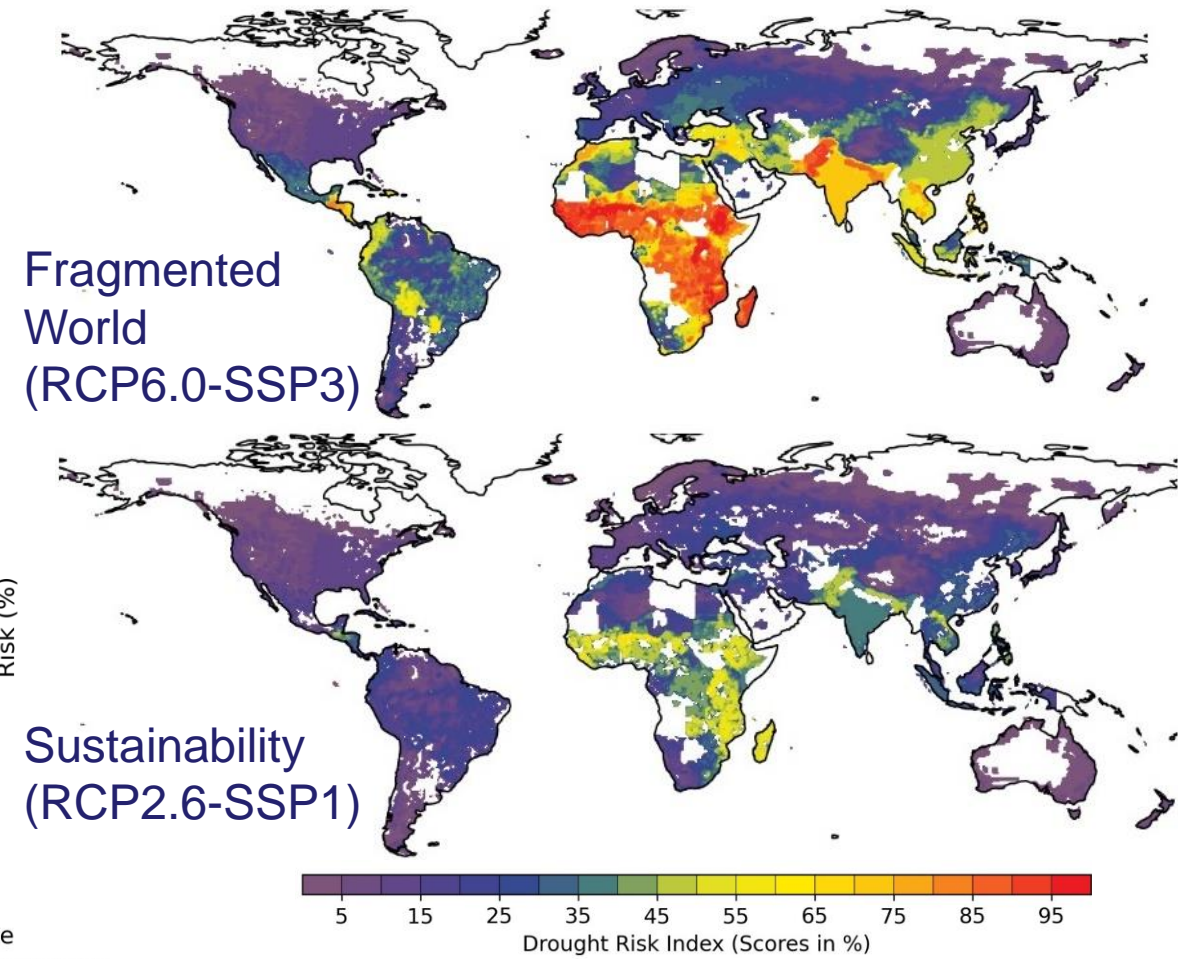 Fragmented
World
(RCP6.0-SSP3)
Risk (%)
Sustainability
(RCP2.6-SSP1)
5 15 25 35 45 55 65 75 85 95
Drought Risk Index (Scores in %)
e